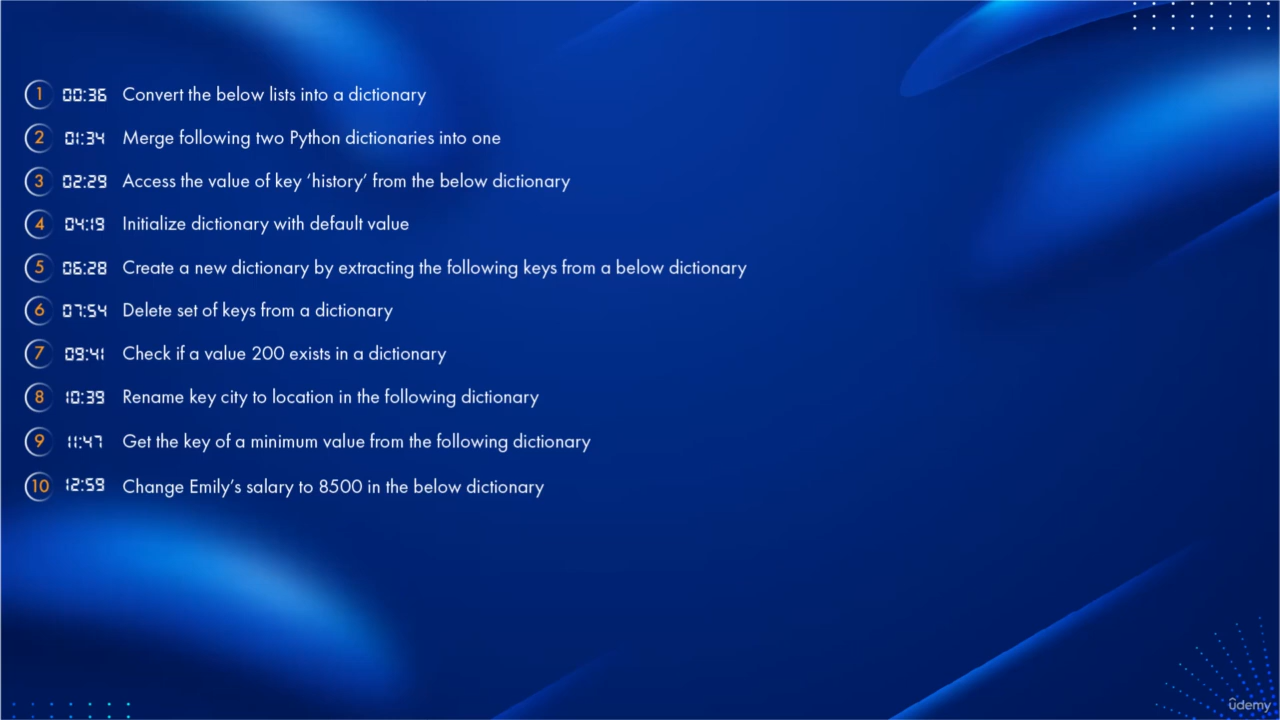 1 00:36 Convert the below lists into a dictionary
2 01:34 Merge following two Python dictionaries into one
3 02:29 Access the value of key ‘history’ from the below dictionary
4 04:19 Initialize dictionary with default value
5 06:28 Create a new dictionary by extracting the following keys from a below dictionary
6 07:54 Delete set of keys from a dictionary
7 09:41 Check if a value 200 exists in a dictionary
8 10:39 Rename key city to location in the following dictionary
9 11:47 Get the key of a minimum value from the following dictionary
10 12:59 Change Emily’s salary to 8500 in the below dictionary
ûdemy